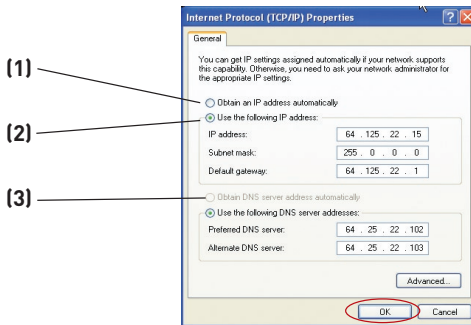 Internet Protocol (TCP/IP) Properties
General
You can get IP settings assigned automatically if your network supports
this capability. Otherwise, you need to ask your network administrator for
the appropriate IP settings.
(1)
Obtain an IP address automatically
(2)
Use the following IP address:
IP address: 64 . 125 . 22 . 15
Subnet mask: 255 . 0 . 0 . 0
Default gateway: 64 . 125 . 22 . 1
(3)
Obtain DNS server address automatically
Use the following DNS server addresses:
Preferred DNS server: 64 . 25 . 22 . 102
Alternate DNS server: 64 . 25 . 22 . 103
Advanced...
OK Cancel